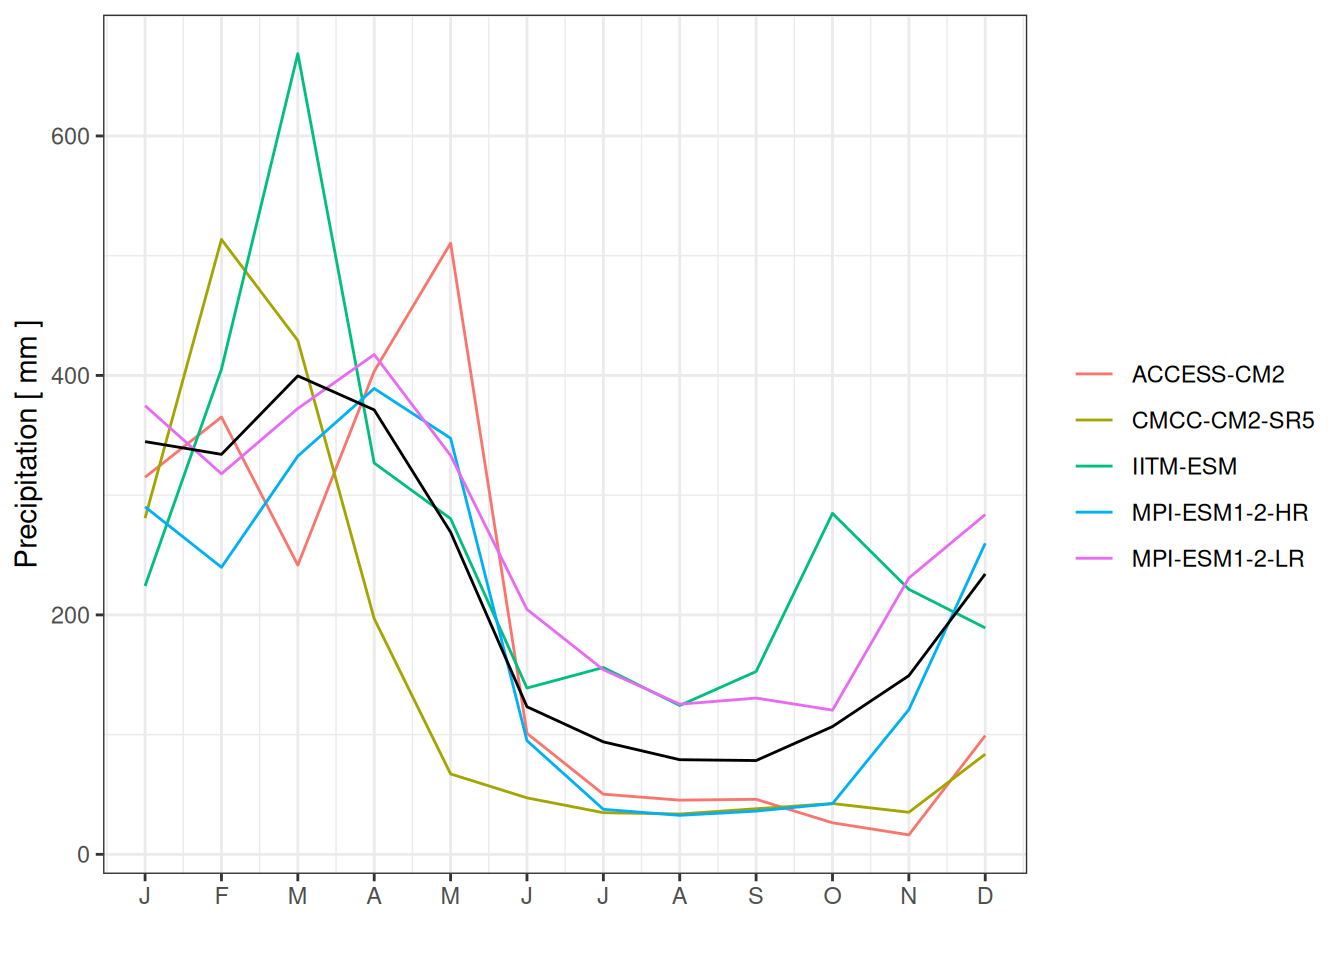 Precipitation [ mm ]
600
400
200
0
J F M A M J J A S O N D
ACCESS-CM2
CMCC-CM2-SR5
IITM-ESM
MPI-ESM1-2-HR
MPI-ESM1-2-LR